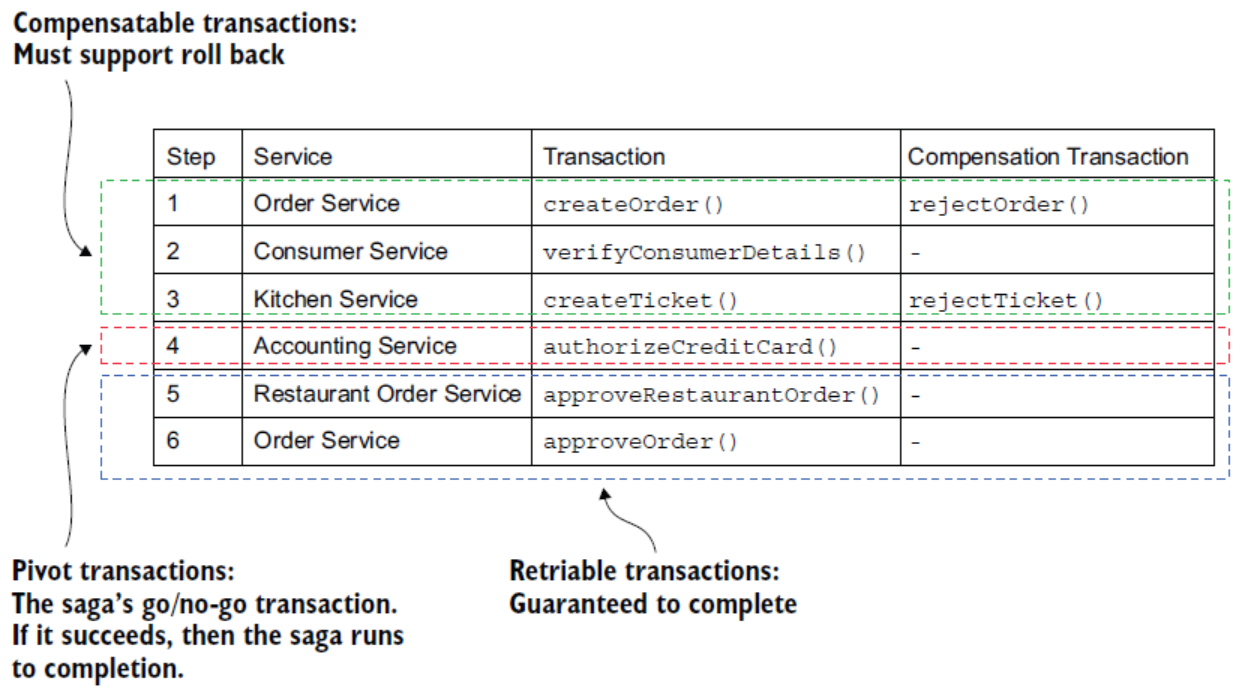 Compensatable transactions:
Must support roll back
Step Service Transaction Compensation Transaction
1 Order Service createOrder() rejectOrder()
2 Consumer Service verifyConsumerDetails() -
3 Kitchen Service createTicket() rejectTicket()
4 Accounting Service authorizeCreditCard() -
5 Restaurant Order Service approveRestaurantOrder() -
6 Order Service approveOrder() -
Pivot transactions:
The saga's go/no-go transaction.
If it succeeds, then the saga runs
to completion.
Retriable transactions:
Guaranteed to complete